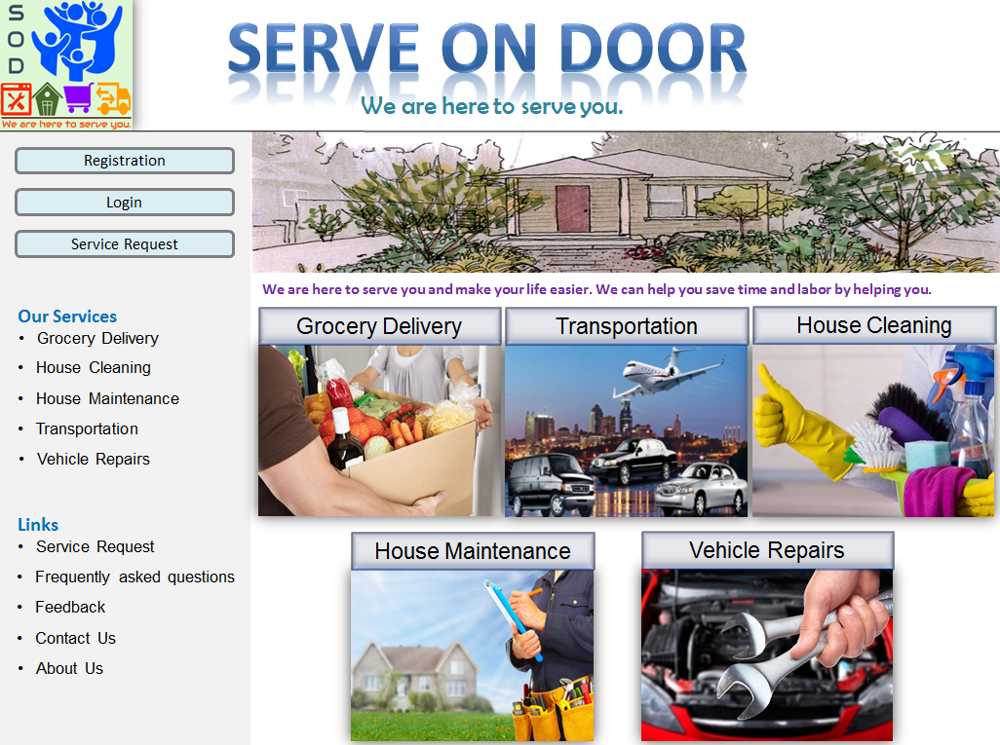 S
O
D
We are here to serve you.
SERVE ON DOOR
We are here to serve you.
Registration
Login
Service Request
Our Services
• Grocery Delivery
• House Cleaning
• House Maintenance
• Transportation
• Vehicle Repairs
Links
• Service Request
• Frequently asked questions
• Feedback
• Contact Us
• About Us
We are here to serve you and make your life easier. We can help you save time and labor by helping you.
Grocery Delivery
Transportation
House Cleaning
House Maintenance
Vehicle Repairs